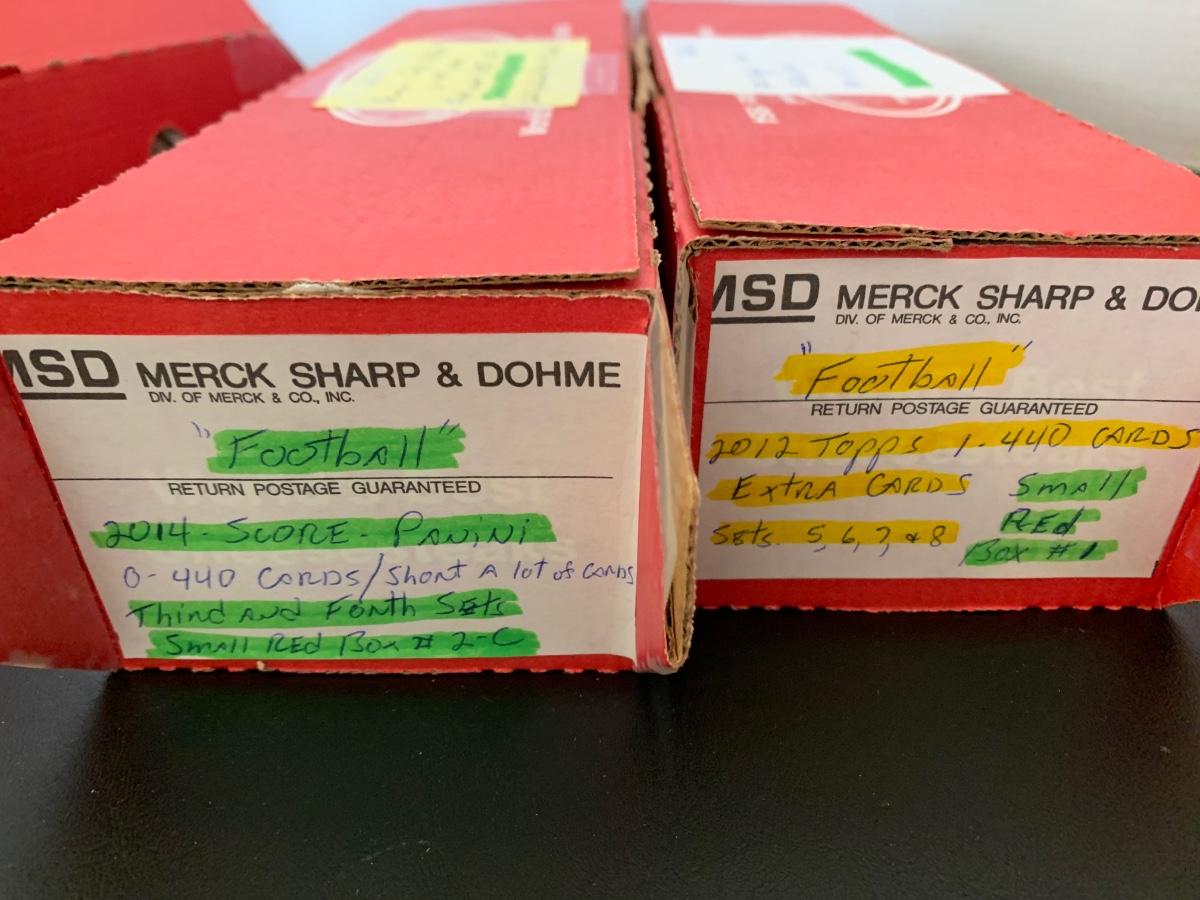 MSD MERCK SHARP & DOHME
DIV. OF MERCK & CO., INC.
"Football"
RETURN POSTAGE GUARANTEED
2014 - SCORE - PANINI
0-440 CARDS/Short A lot of CARDS
Third And Forth Sets
Small Red Box # 2-C
MSD MERCK SHARP & DO
DIV. OF MERCK & CO., INC.
"Football"
RETURN POSTAGE GUARANTEED
2012 Topps 1-440 CARDS
Extra Cards Small
Red
Sets 5, 6, 7, & 8
Box #1